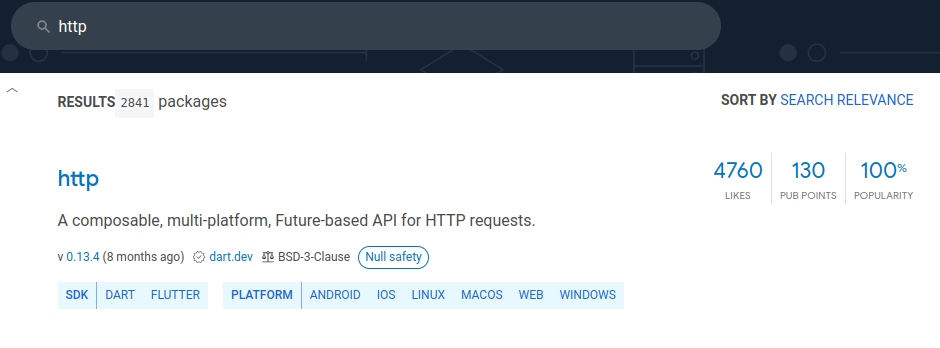 http
RESULTS 2841 packages
SORT BY SEARCH RELEVANCE
http
4760 LIKES
130 PUB POINTS
100% POPULARITY
A composable, multi-platform, Future-based API for HTTP requests.
v 0.13.4 (8 months ago) dart.dev BSD-3-Clause Null safety
SDK DART FLUTTER PLATFORM ANDROID IOS LINUX MACOS WEB WINDOWS